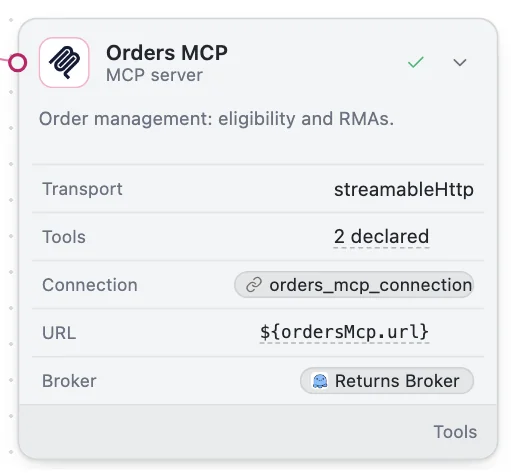 Orders MCP
MCP server
Order management: eligibility and RMAs.
Transport streamableHttp
Tools 2 declared
Connection orders_mcp_connection
URL ${ordersMcp.url}
Broker Returns Broker
Tools